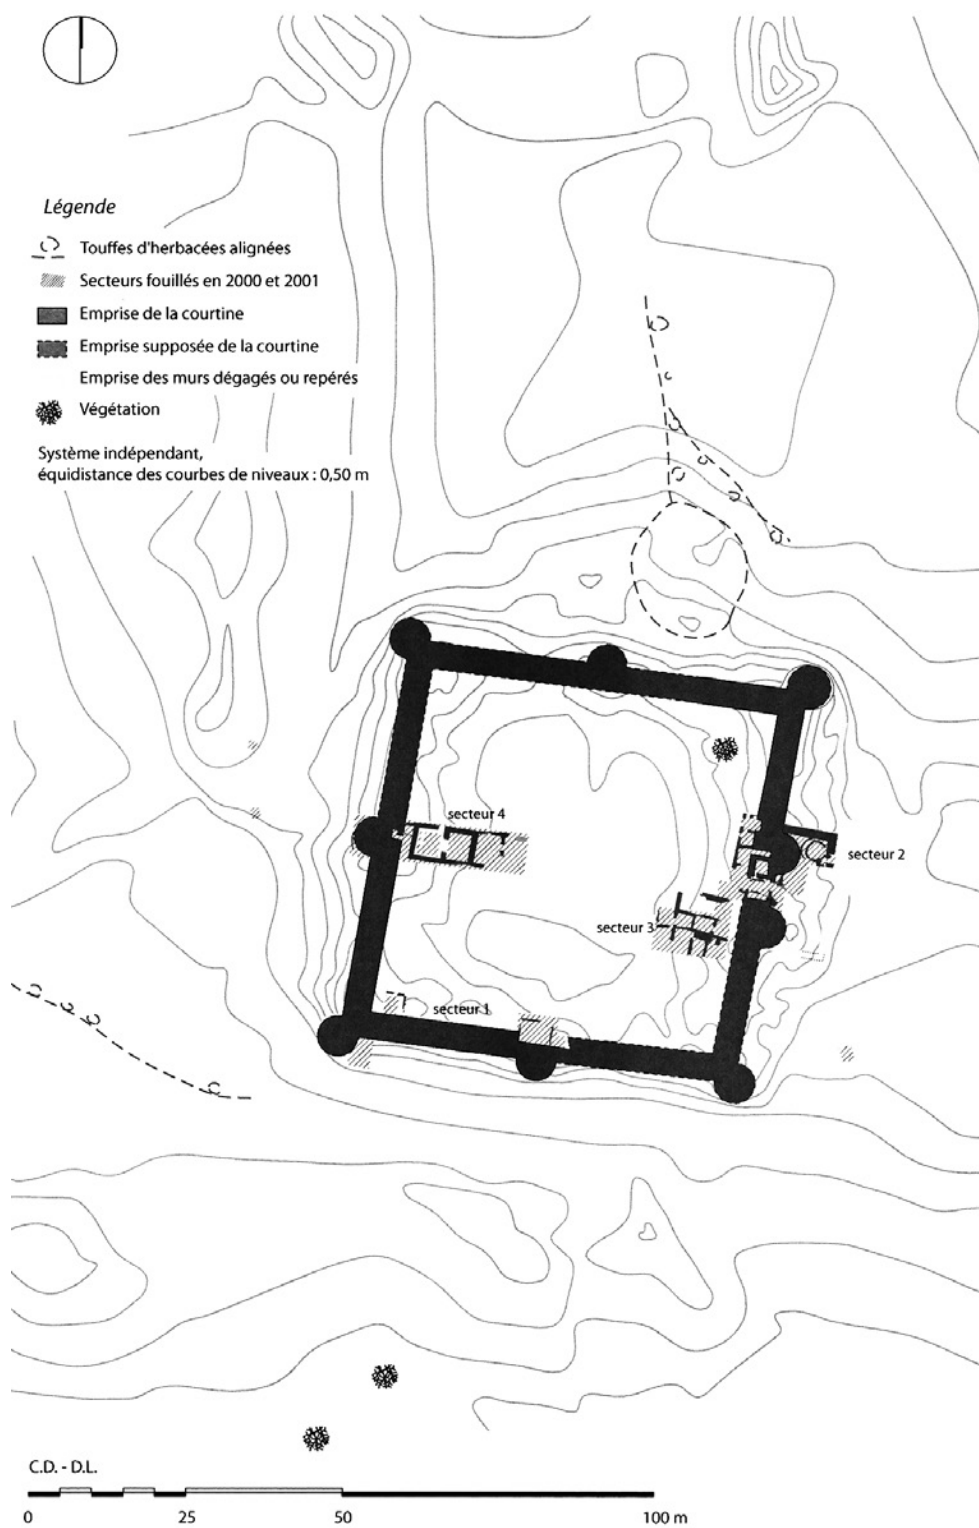 Légende
Touffes d'herbacées alignées
Secteurs fouillés en 2000 et 2001
Emprise de la courtine
Emprise supposée de la courtine
Emprise des murs dégagés ou repérés
Végétation
Système indépendant,
équidistance des courbes de niveaux : 0,50 m
secteur 4
secteur 2
secteur 3
secteur 1
C.D. - D.L.
0 25 50 100 m